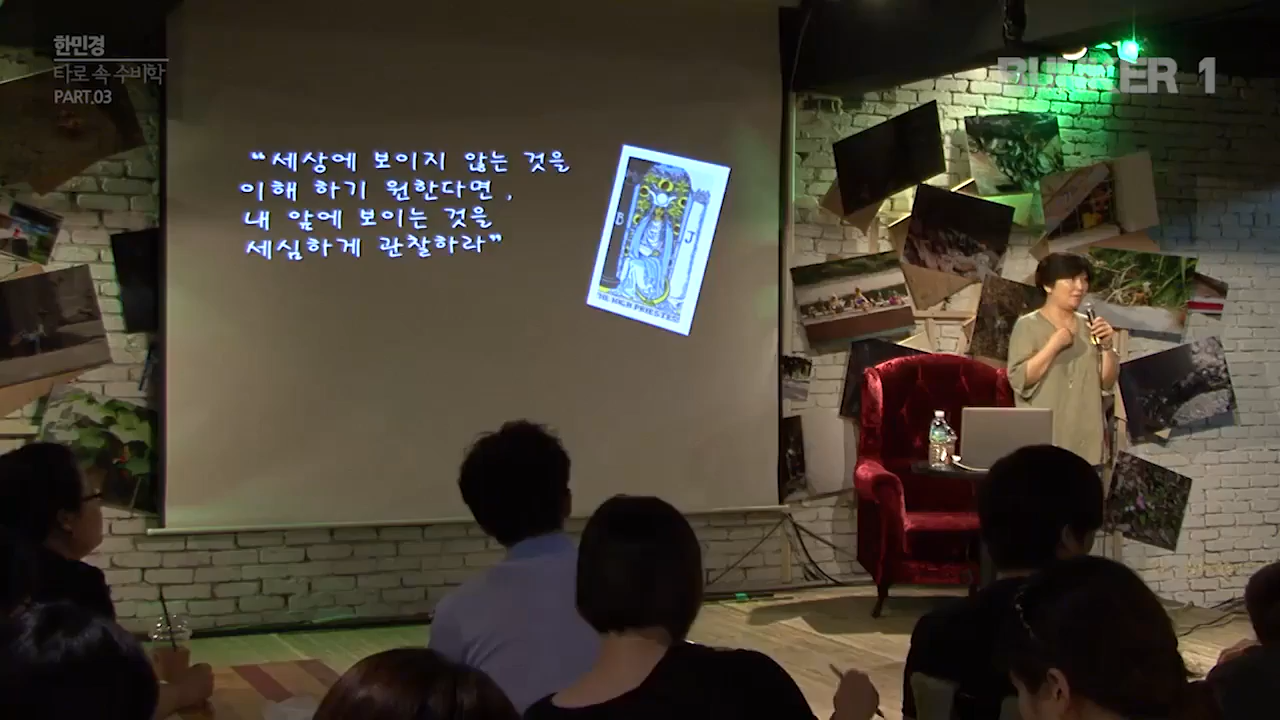 한민경
타로 속 수비학
PART.03
BUNKER 1
“세상에 보이지 않는 것을
이해 하기 원한다면,
내 앞에 보이는 것을
세심하게 관찰하라”
B
J
THE HIGH PRIESTESS